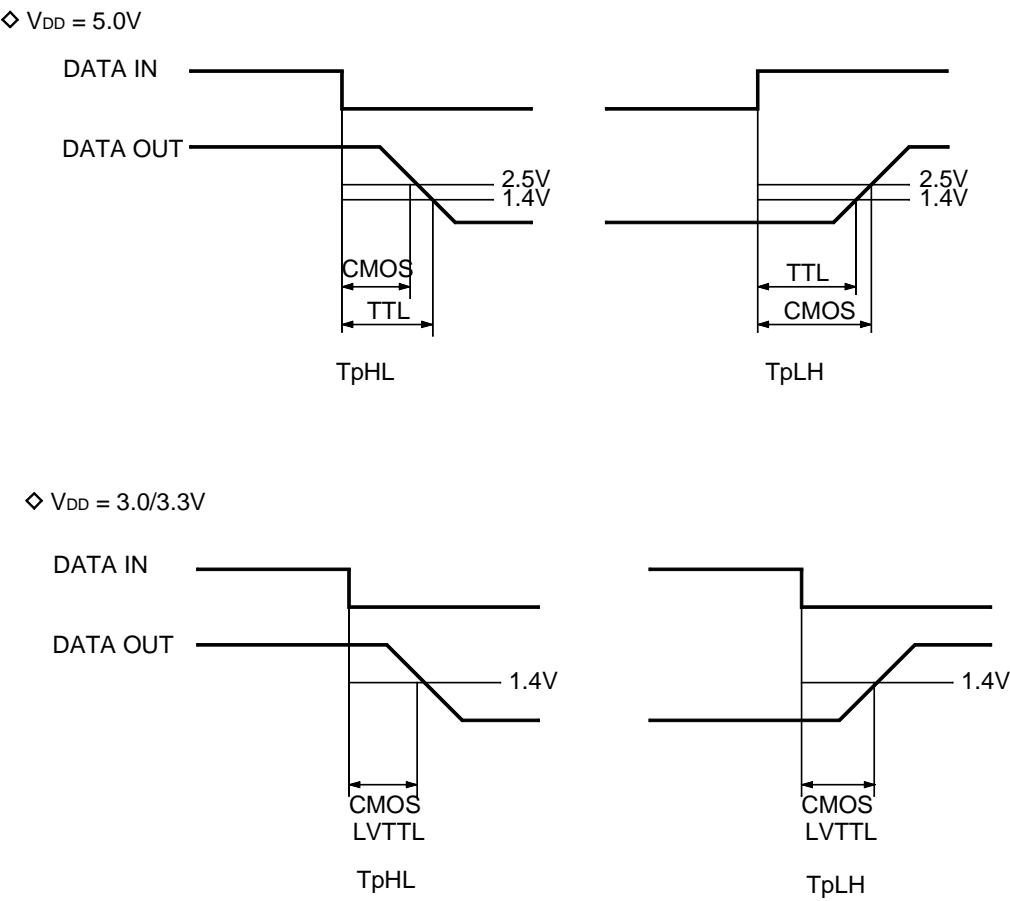 ◇ VDD = 5.0V
DATA IN
DATA OUT
2.5V
1.4V
2.5V
1.4V
CMOS
TTL
TTL
CMOS
TpHL
TpLH
◇ VDD = 3.0/3.3V
DATA IN
DATA OUT
1.4V
1.4V
CMOS
LVTTL
CMOS
LVTTL
TpHL
TpLH